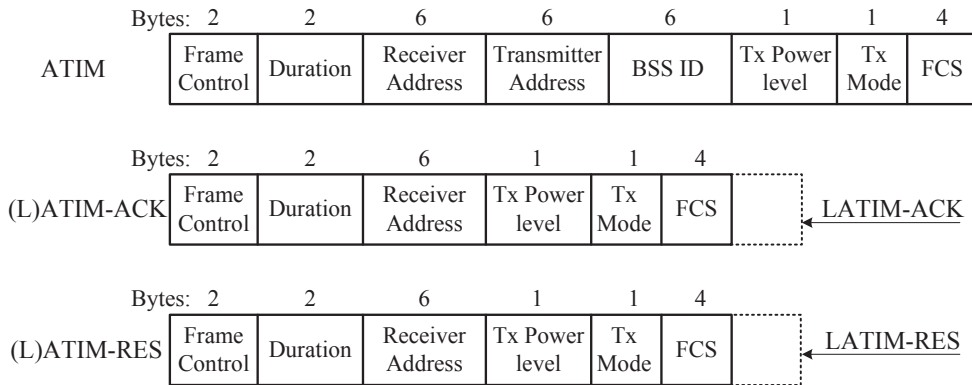 Bytes: 2 2 6 6 6 1 1 4
ATIM Frame Control Duration Receiver Address Transmitter Address BSS ID Tx Power level Tx Mode FCS
Bytes: 2 2 6 1 1 4
(L)ATIM-ACK Frame Control Duration Receiver Address Tx Power level Tx Mode FCS LATIM-ACK
Bytes: 2 2 6 1 1 4
(L)ATIM-RES Frame Control Duration Receiver Address Tx Power level Tx Mode FCS LATIM-RES